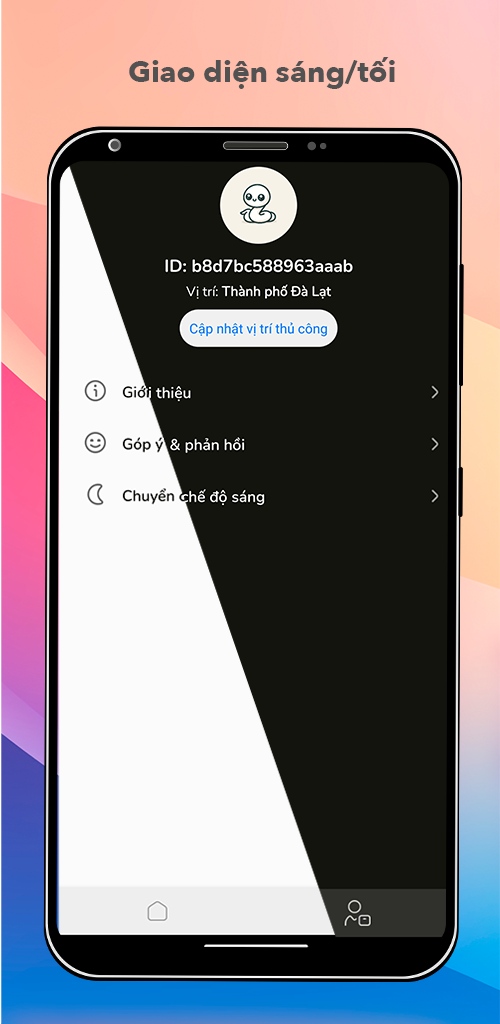 Giao diện sáng/tối
ID: b8d7bc588963aaab
Vị trí: Thành phố Đà Lạt
Cập nhật vị trí thủ công
Giới thiệu
Góp ý & phản hồi
Chuyển chế độ sáng